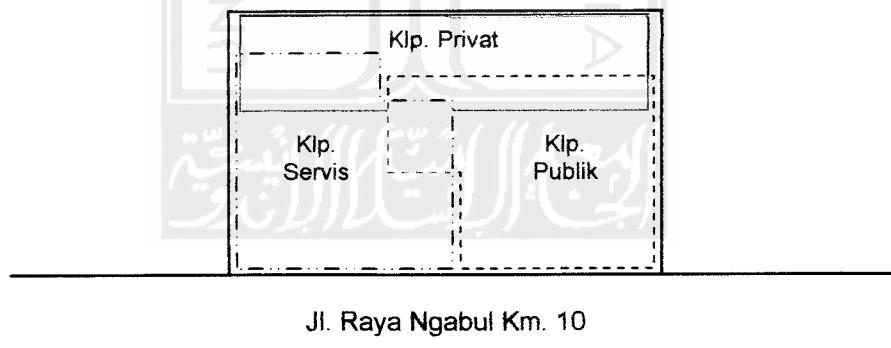 Klp. Privat
Klp.
Servis
Klp.
Publik
Jl. Raya Ngabul Km. 10